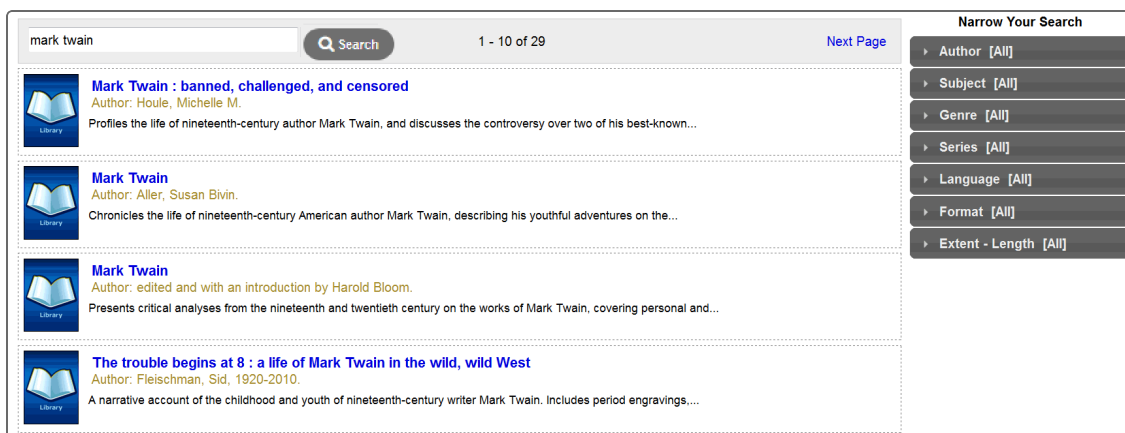 mark twain
Search
1 - 10 of 29
Next Page
Narrow Your Search
Author [All]
Subject [All]
Genre [All]
Series [All]
Language [All]
Format [All]
Extent - Length [All]
Library
Mark Twain : banned, challenged, and censored
Author: Houle, Michelle M.
Profiles the life of nineteenth-century author Mark Twain, and discusses the controversy over two of his best-known...
Library
Mark Twain
Author: Aller, Susan Bivin.
Chronicles the life of nineteenth-century American author Mark Twain, describing his youthful adventures on the...
Library
Mark Twain
Author: edited and with an introduction by Harold Bloom.
Presents critical analyses from the nineteenth and twentieth century on the works of Mark Twain, covering personal and...
Library
The trouble begins at 8 : a life of Mark Twain in the wild, wild West
Author: Fleischman, Sid, 1920-2010.
A narrative account of the childhood and youth of nineteenth-century writer Mark Twain. Includes period engravings,...